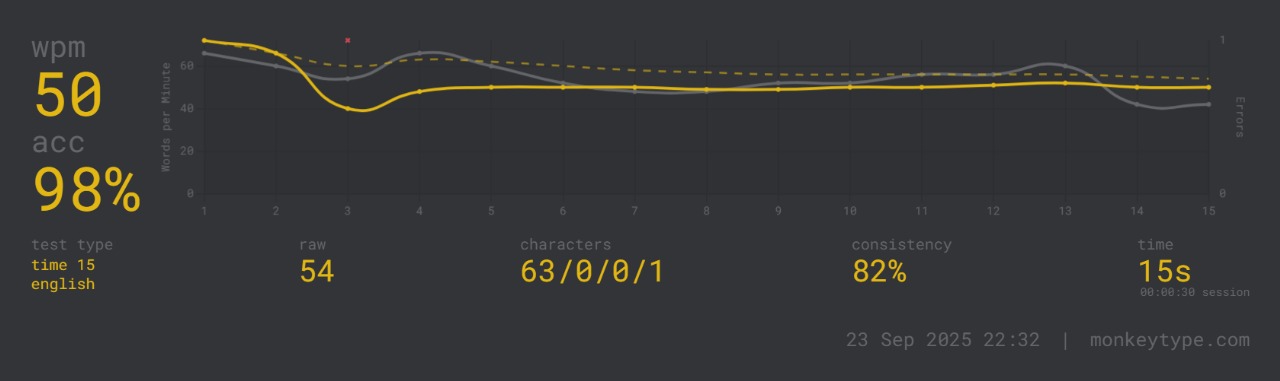 wpm
50
acc
98%
Words per Minute
60
40
20
0
1 2 3 4 5 6 7 8 9 10 11 12 13 14 15
1
0
Errors
test type
time 15
english
raw
54
characters
63/0/0/1
consistency
82%
time
15s
00:00:30 session
23 Sep 2025 22:32 | monkeytype.com